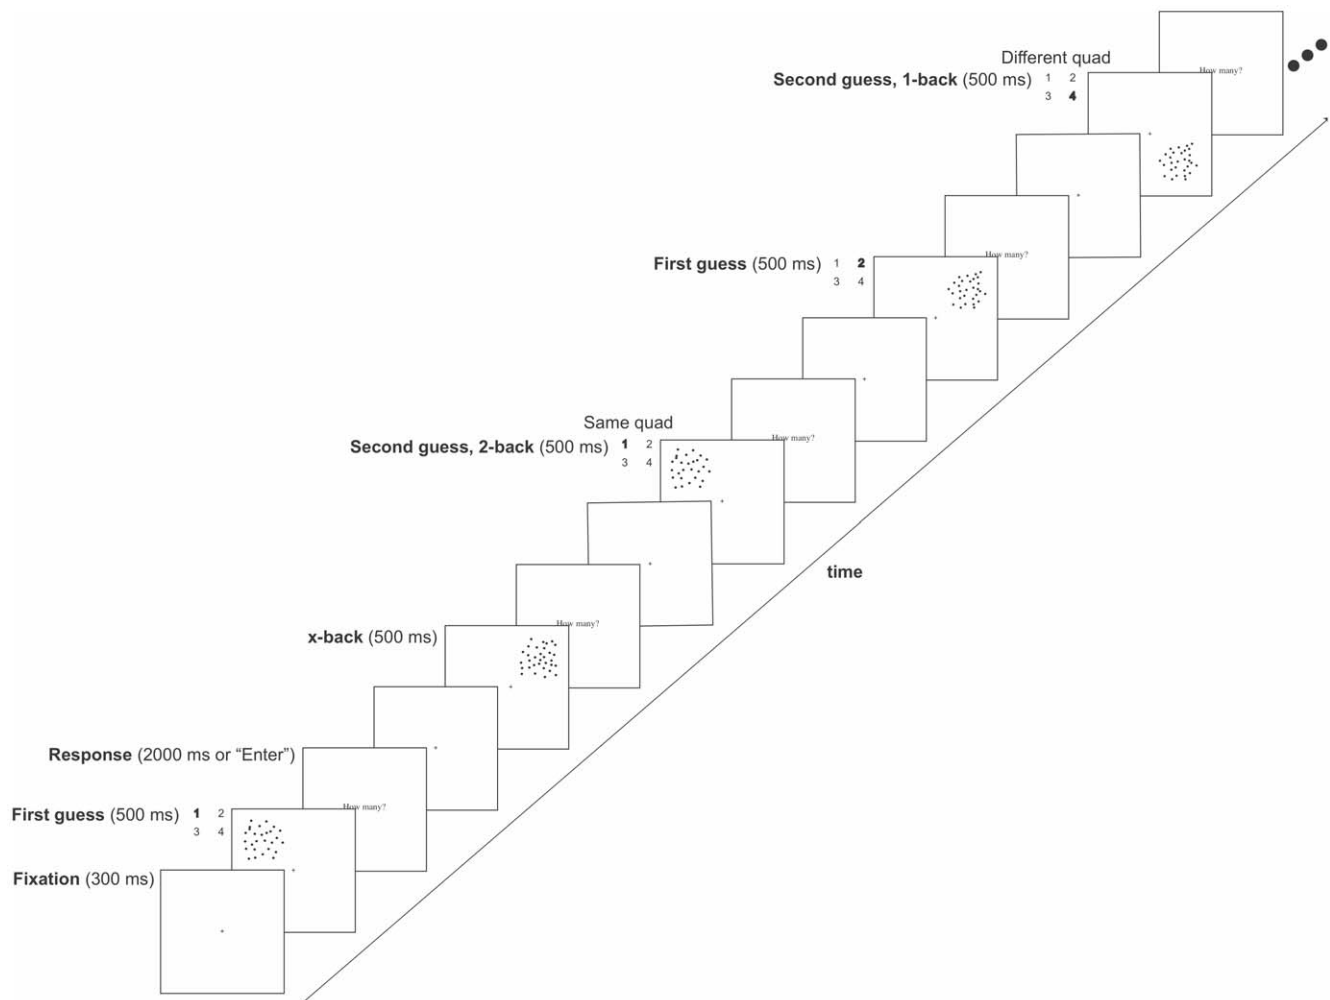 How many?
Different quad
Second guess, 1-back (500 ms) 1 2
3 4
How many?
First guess (500 ms) 1 2
3 4
How many?
Same quad
Second guess, 2-back (500 ms) 1 2
3 4
time
How many?
x-back (500 ms)
Response (2000 ms or “Enter”)
How many?
First guess (500 ms) 1 2
3 4
Fixation (300 ms)